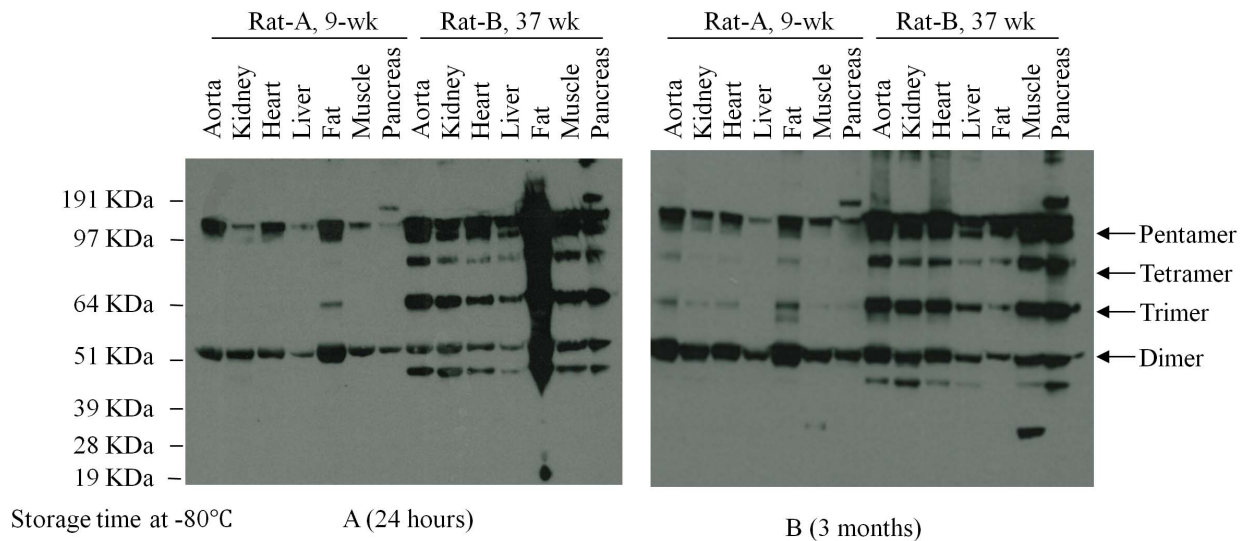 Rat-A, 9-wk Rat-B, 37 wk Rat-A, 9-wk Rat-B, 37 wk
Aorta Kidney Heart Liver Fat Muscle Pancreas Aorta Kidney Heart Liver Fat Muscle Pancreas Aorta Kidney Heart Liver Fat Muscle Pancreas Aorta Kidney Heart Liver Fat Muscle Pancreas
191 KDa
97 KDa
64 KDa
51 KDa
39 KDa
28 KDa
19 KDa
Pentamer
Tetramer
Trimer
Dimer
Storage time at -80℃ A (24 hours) B (3 months)